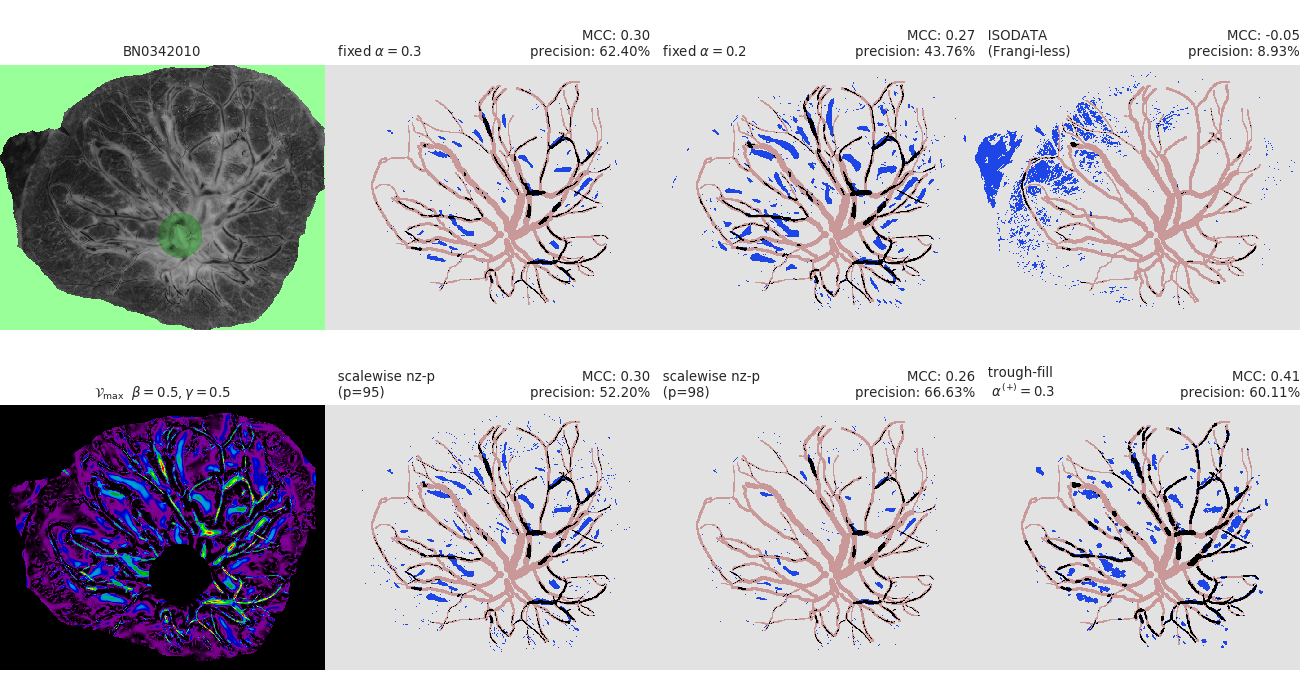 BN0342010
fixed α = 0.3
MCC: 0.30
precision: 62.40%
fixed α = 0.2
MCC: 0.27
precision: 43.76%
ISODATA
(Frangi-less)
MCC: -0.05
precision: 8.93%
𝒱max β = 0.5, γ = 0.5
scalewise nz-p
(p=95)
MCC: 0.30
precision: 52.20%
scalewise nz-p
(p=98)
MCC: 0.26
precision: 66.63%
trough-fill
α(+) = 0.3
MCC: 0.41
precision: 60.11%